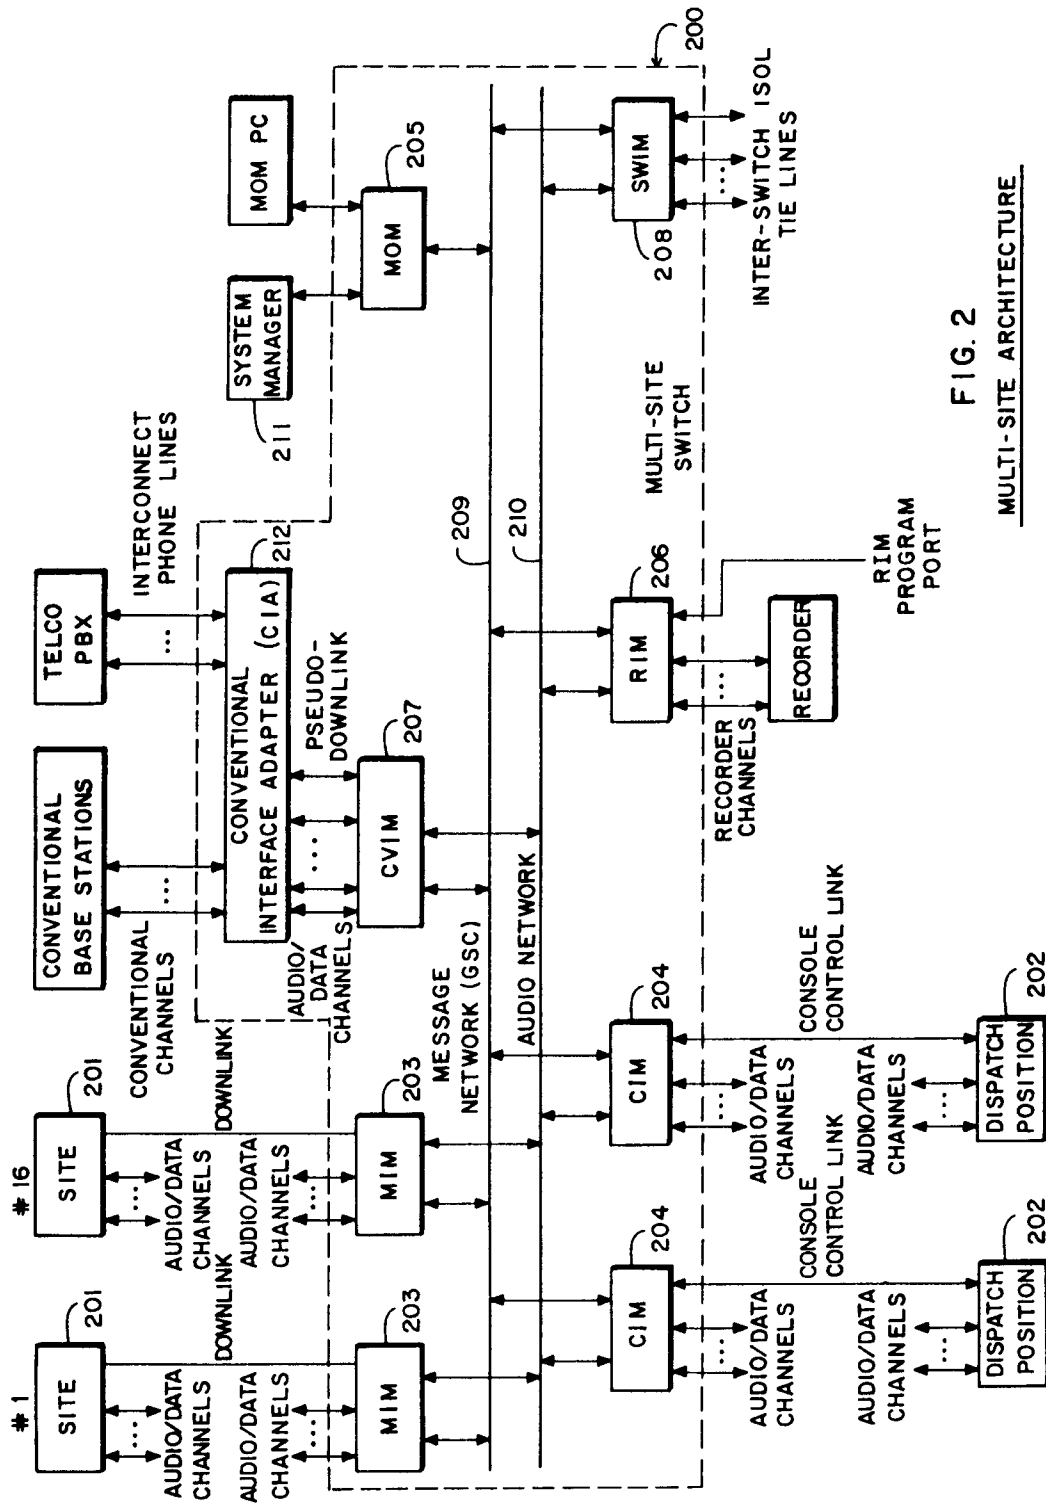 #1
#16
SITE
201
SITE
201
CONVENTIONAL
BASE STATIONS
TELCO
PBX
MOM PC
AUDIO/DATA
CHANNELS
DOWNLINK
AUDIO/DATA
CHANNELS
DOWNLINK
CONVENTIONAL
CHANNELS
INTERCONNECT
PHONE LINES
SYSTEM
MANAGER
211
AUDIO/DATA
CHANNELS
AUDIO/DATA
CHANNELS
CONVENTIONAL
INTERFACE ADAPTER (CIA)
212
AUDIO/
DATA
CHANNELS
PSEUDO-
DOWNLINK
MIM
203
MIM
203
CVIM
207
MOM
205
MESSAGE
NETWORK (GSC)
209
AUDIO NETWORK
210
CIM
204
CIM
204
RIM
206
SWIM
208
MULTI-SITE
SWITCH
200
AUDIO/DATA
CHANNELS
CONSOLE
CONTROL LINK
AUDIO/DATA
CHANNELS
CONSOLE
CONTROL LINK
RECORDER
CHANNELS
INTER-SWITCH ISOL
TIE LINES
AUDIO/DATA
CHANNELS
AUDIO/DATA
CHANNELS
RECORDER
RIM
PROGRAM
PORT
DISPATCH
POSITION
202
DISPATCH
POSITION
202
FIG. 2
MULTI-SITE ARCHITECTURE